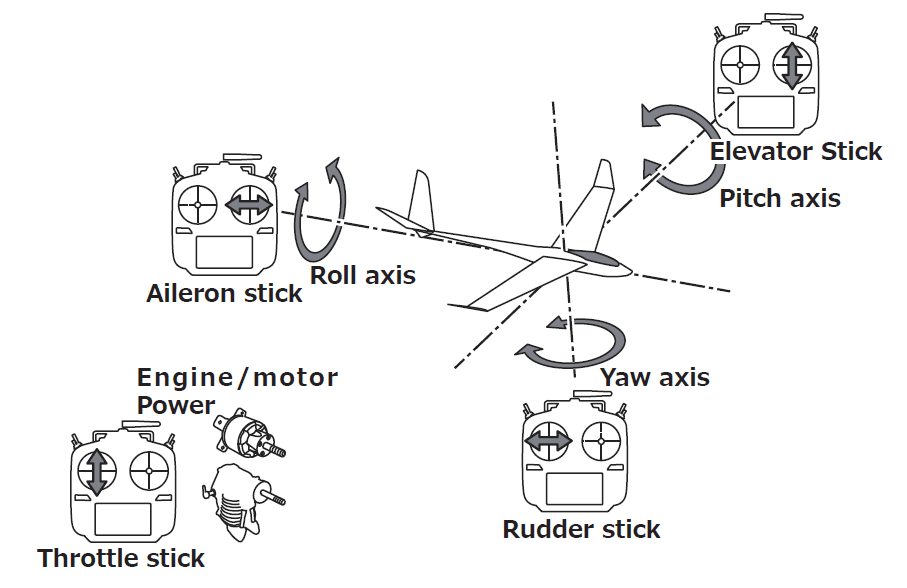 Elevator Stick
Pitch axis
Roll axis
Aileron stick
Engine/motor
Power
Yaw axis
Rudder stick
Throttle stick